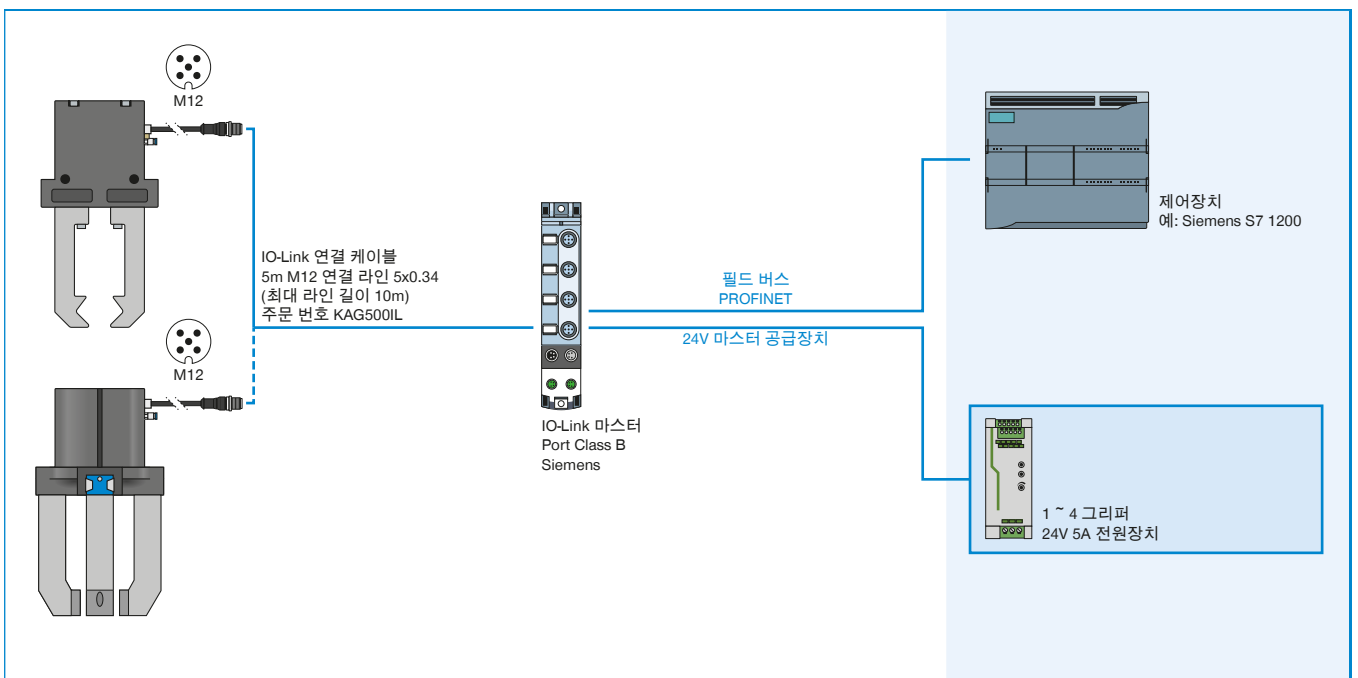 M12
IO-Link 연결 케이블
5m M12 연결 라인 5x0.34
(최대 라인 길이 10m)
주문 번호 KAG500IL
M12
IO-Link 마스터
Port Class B
Siemens
필드 버스
PROFINET
24V 마스터 공급장치
제어장치
예: Siemens S7 1200
1 ~ 4 그리퍼
24V 5A 전원장치